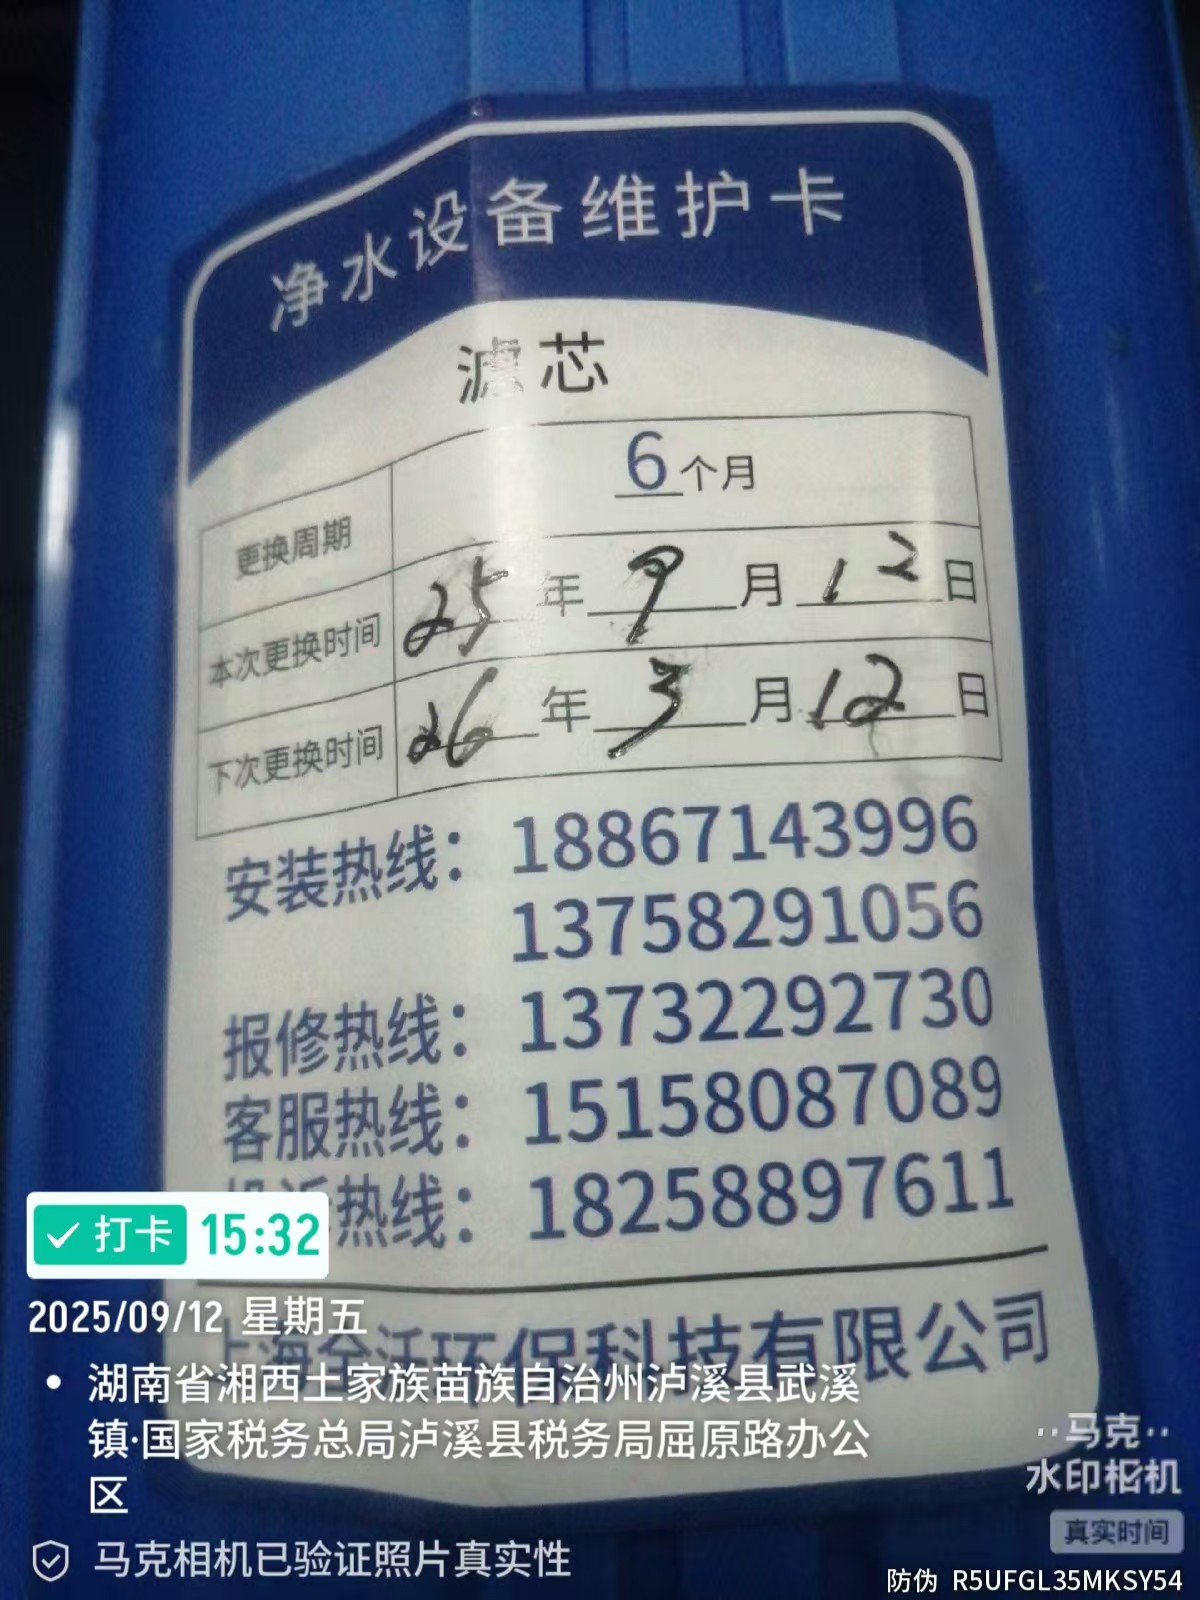 净水设备维护卡
滤芯
更换周期 6个月
本次更换时间 25年9月12日
下次更换时间 26年3月12日
安装热线：18867143996
13758291056
报修热线：13732292730
客服热线：15158087089
热线：18258897611
打卡 15:32
2025/09/12 星期五
上海 环保科技有限公司
• 湖南省湘西土家族苗族自治州泸溪县武溪
镇·国家税务总局泸溪县税务局屈原路办公
区
马克
水印相机
真实时间
马克相机已验证照片真实性
防伪 R5UFGL35MKSY54